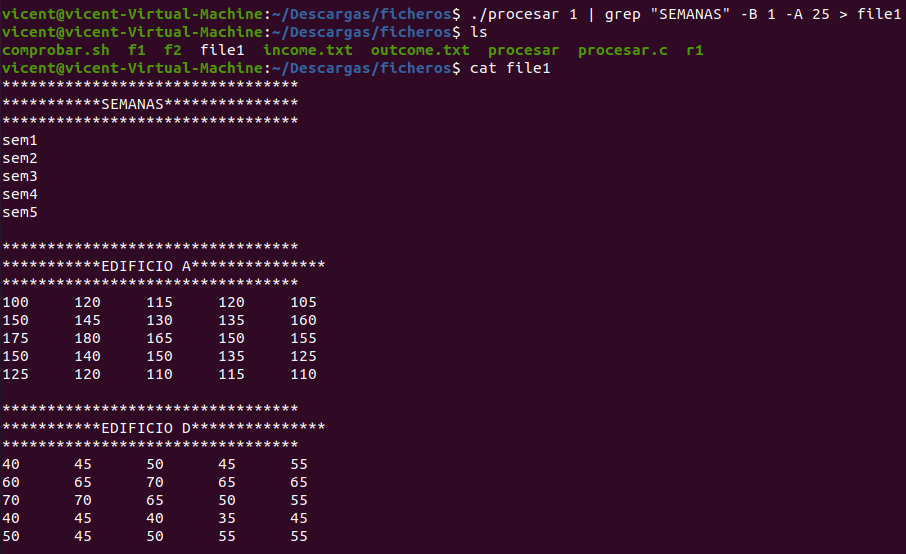 vicent@vicent-Virtual-Machine:~/Descargas/ficheros$ ./procesar 1 | grep "SEMANAS" -B 1 -A 25 > file1
vicent@vicent-Virtual-Machine:~/Descargas/ficheros$ ls
comprobar.sh  f1  f2  file1  income.txt  outcome.txt  procesar  procesar.c  r1
vicent@vicent-Virtual-Machine:~/Descargas/ficheros$ cat file1
*********************************
***********SEMANAS***************
*********************************
sem1
sem2
sem3
sem4
sem5
*********************************
***********EDIFICIO A***************
*********************************
100     120     115     120     105
150     145     130     135     160
175     180     165     150     155
150     140     150     135     125
125     120     110     115     110
*********************************
***********EDIFICIO D***************
*********************************
40      45      50      45      55
60      65      70      65      65
70      70      65      50      55
40      45      40      35      45
50      45      50      55      55